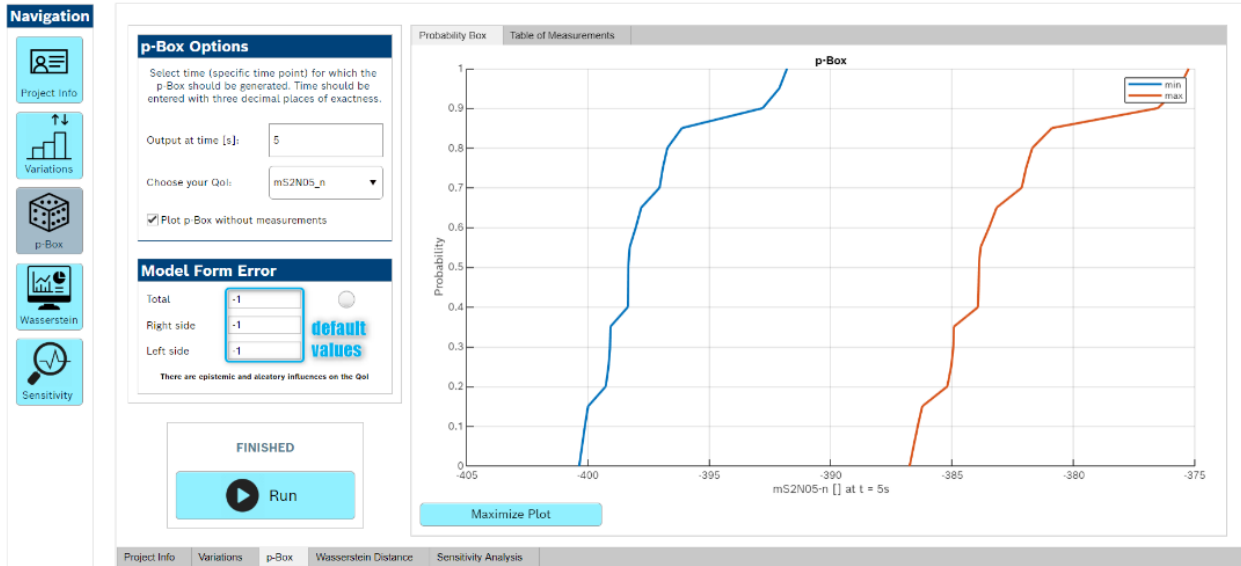 Navigation
Project Info
Variations
p-Box
Wasserstein
Sensitivity
p-Box Options
Select time (specific time point) for which the
p-Box should be generated. Time should be
entered with three decimal places of exactness.
Output at time [s]:
5
Choose your QoI:
mS2N05_n
Plot p-Box without measurements
Model Form Error
Total
-1
Right side
-1
Left side
-1
default
values
There are epistemic and aleatory influences on the QoI
FINISHED
Run
Probability Box
Table of Measurements
p-Box
min
max
Probability
1
0.9
0.8
0.7
0.6
0.5
0.4
0.3
0.2
0.1
0
-405
-400
-395
-390
-385
-380
-375
mS2N05-n [] at t = 5s
Maximize Plot
Project Info
Variations
p-Box
Wasserstein Distance
Sensitivity Analysis